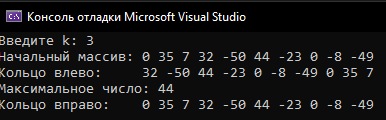 Консоль отладки Microsoft Visual Studio
Введите k: 3
Начальный массив: 0 35 7 32 -50 44 -23 0 -8 -49
Кольцо влево:     32 -50 44 -23 0 -8 -49 0 35 7
Максимальное число: 44
Кольцо вправо:    0 35 7 32 -50 44 -23 0 -8 -49